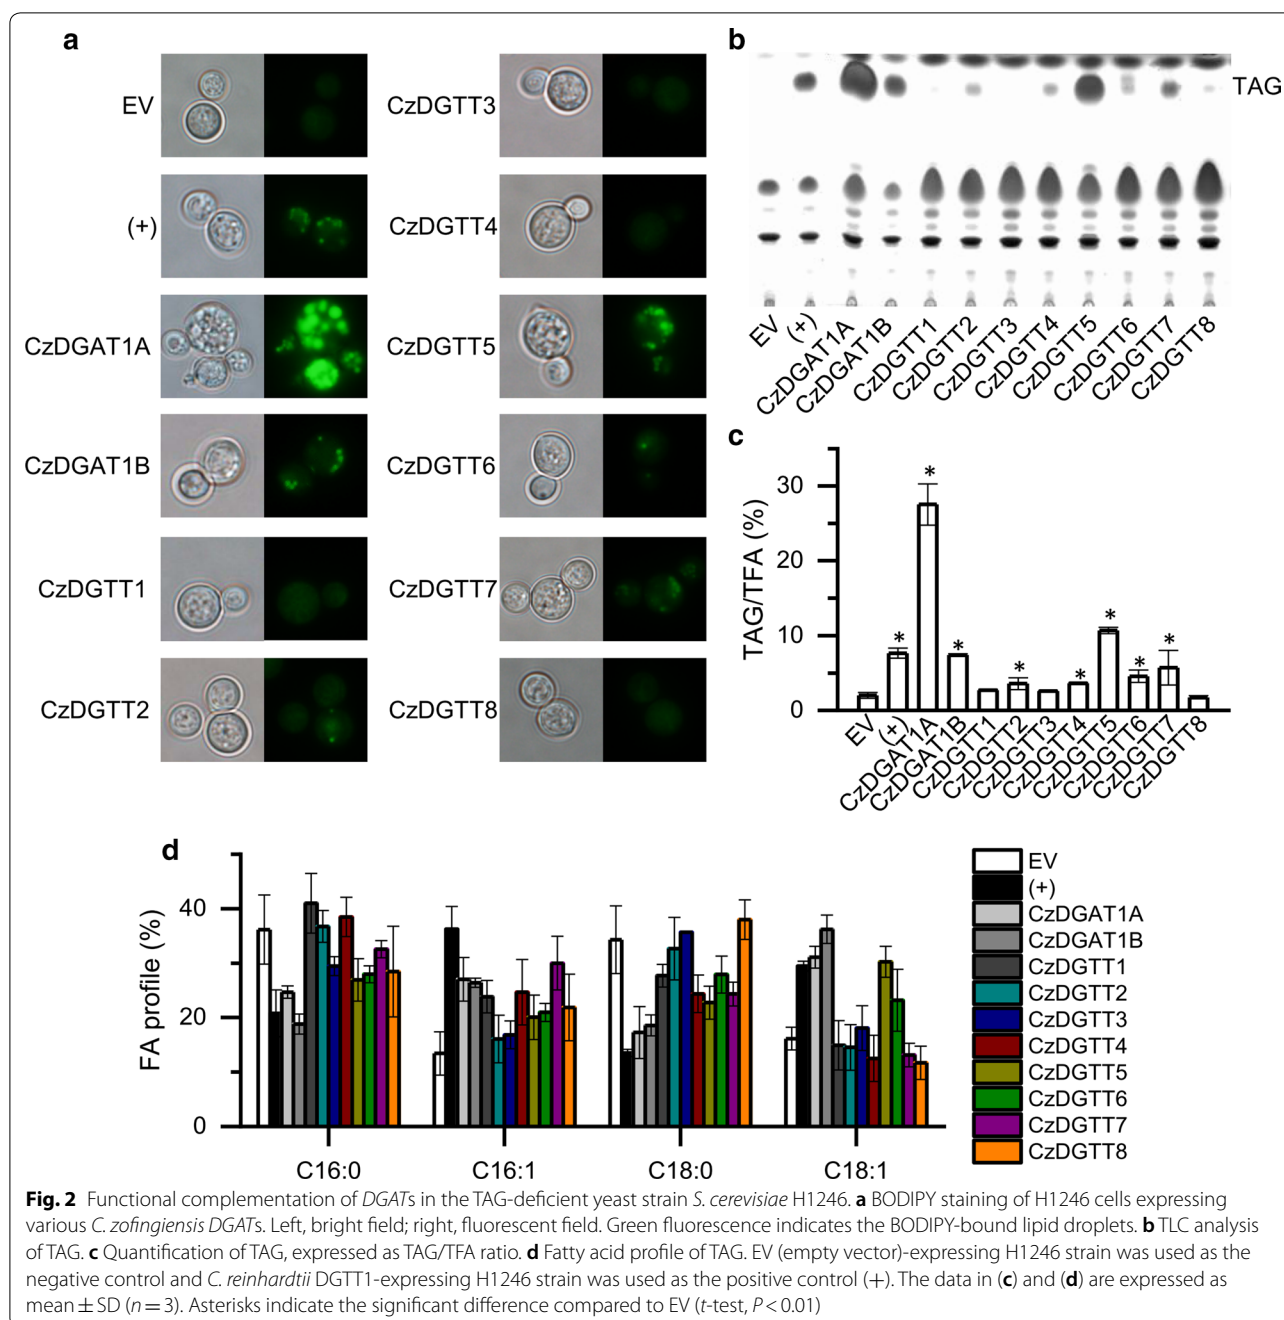 a
EV
(+)
CzDGAT1A
CzDGAT1B
CzDGTT1
CzDGTT2
CzDGTT3
CzDGTT4
CzDGTT5
CzDGTT6
CzDGTT7
CzDGTT8
b
TAG
EV
(+)
CzDGAT1A
CzDGAT1B
CzDGTT1
CzDGTT2
CzDGTT3
CzDGTT4
CzDGTT5
CzDGTT6
CzDGTT7
CzDGTT8
c
TAG/TFA (%)
30
20
10
0
* * * * * * * *
EV
(+)
CzDGAT1A
CzDGAT1B
CzDGTT1
CzDGTT2
CzDGTT3
CzDGTT4
CzDGTT5
CzDGTT6
CzDGTT7
CzDGTT8
d
FA profile (%)
40
20
0
C16:0 C16:1 C18:0 C18:1
EV
(+)
CzDGAT1A
CzDGAT1B
CzDGTT1
CzDGTT2
CzDGTT3
CzDGTT4
CzDGTT5
CzDGTT6
CzDGTT7
CzDGTT8
Fig. 2 Functional complementation of DGATs in the TAG-deficient yeast strain S. cerevisiae H1246. a BODIPY staining of H1246 cells expressing
various C. zofingiensis DGATs. Left, bright field; right, fluorescent field. Green fluorescence indicates the BODIPY-bound lipid droplets. b TLC analysis
of TAG. c Quantification of TAG, expressed as TAG/TFA ratio. d Fatty acid profile of TAG. EV (empty vector)-expressing H1246 strain was used as the
negative control and C. reinhardtii DGTT1-expressing H1246 strain was used as the positive control (+). The data in (c) and (d) are expressed as
mean ± SD (n = 3). Asterisks indicate the significant difference compared to EV (t-test, P < 0.01)